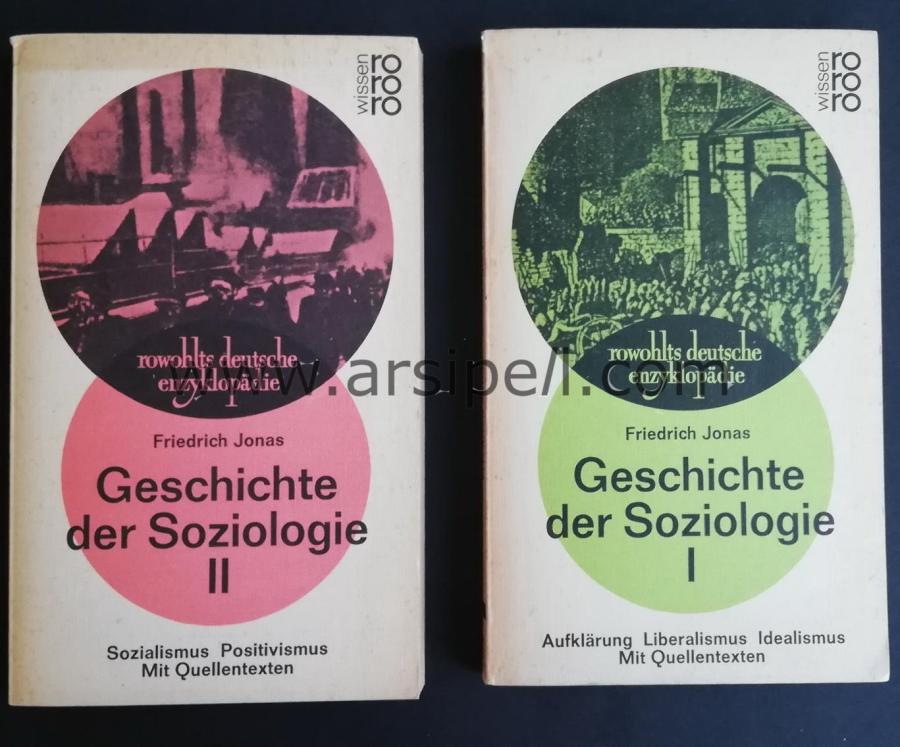 wissen
ro
ro
ro
rowohlts deutsche
enzyklopädie
Friedrich Jonas
Geschichte
der Soziologie
II
Sozialismus Positivismus
Mit Quellentexten
wissen
ro
ro
ro
rowohlts deutsche
enzyklopädie
Friedrich Jonas
Geschichte
der Soziologie
I
Aufklärung Liberalismus Idealismus
Mit Quellentexten
www.arsipe/l.com